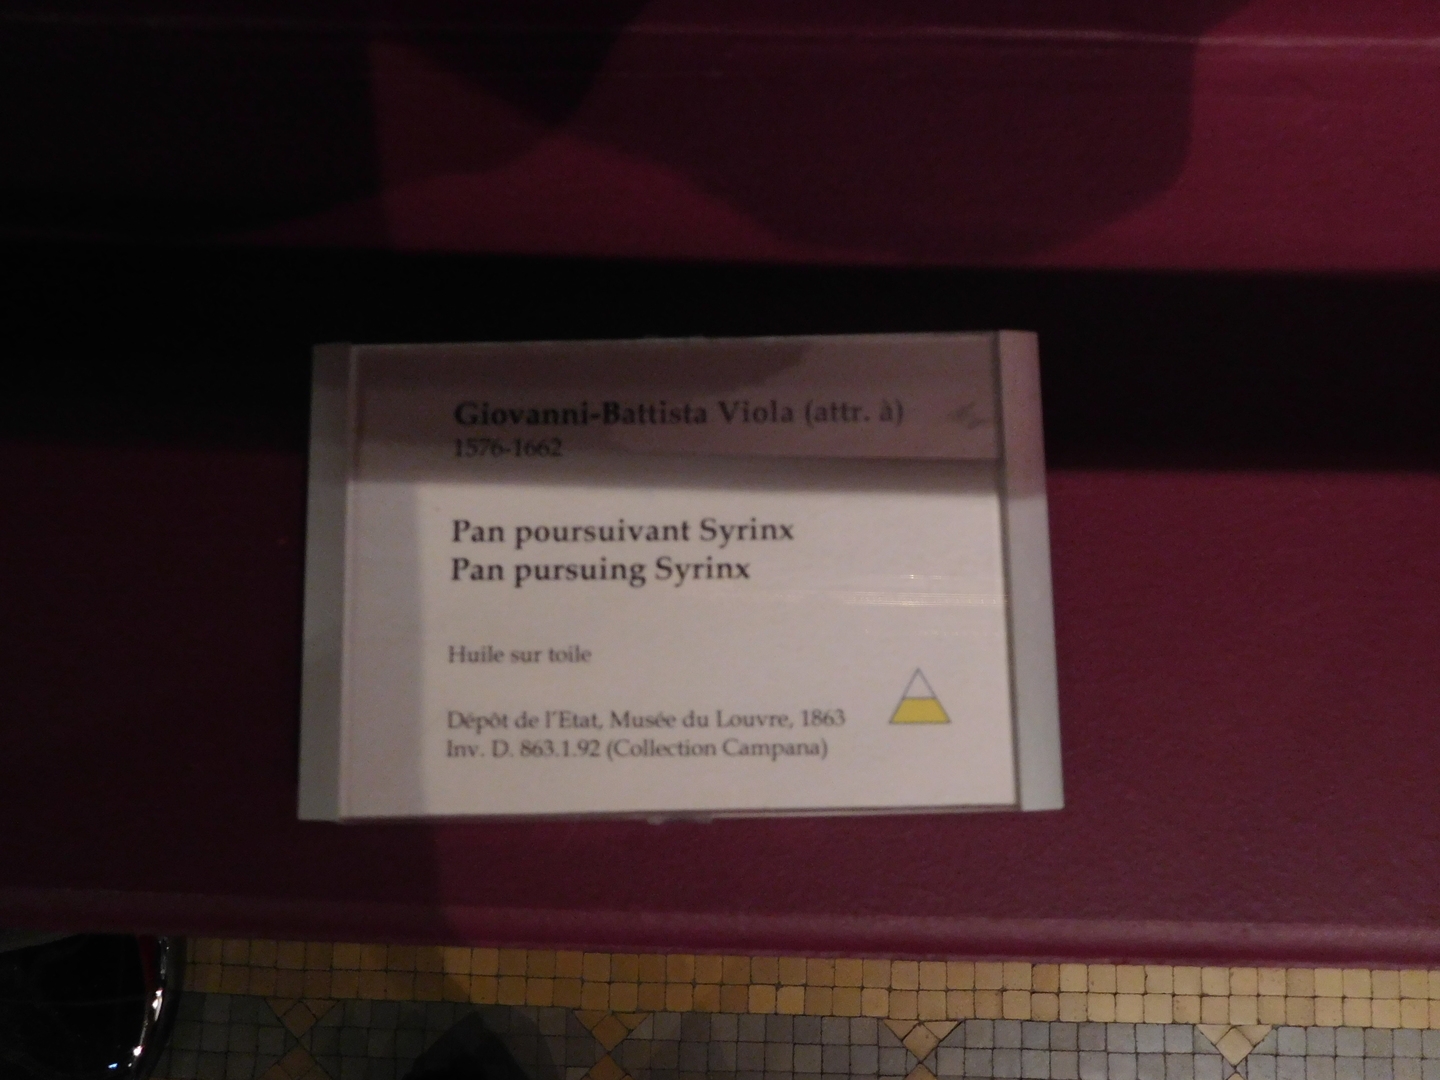 Giovanni-Battista Viola (attr. à)
1576-1662
Pan poursuivant Syrinx
Pan pursuing Syrinx
Huile sur toile
Dépôt de l'Etat, Musée du Louvre, 1863
Inv. D. 863.1.92 (Collection Campana)